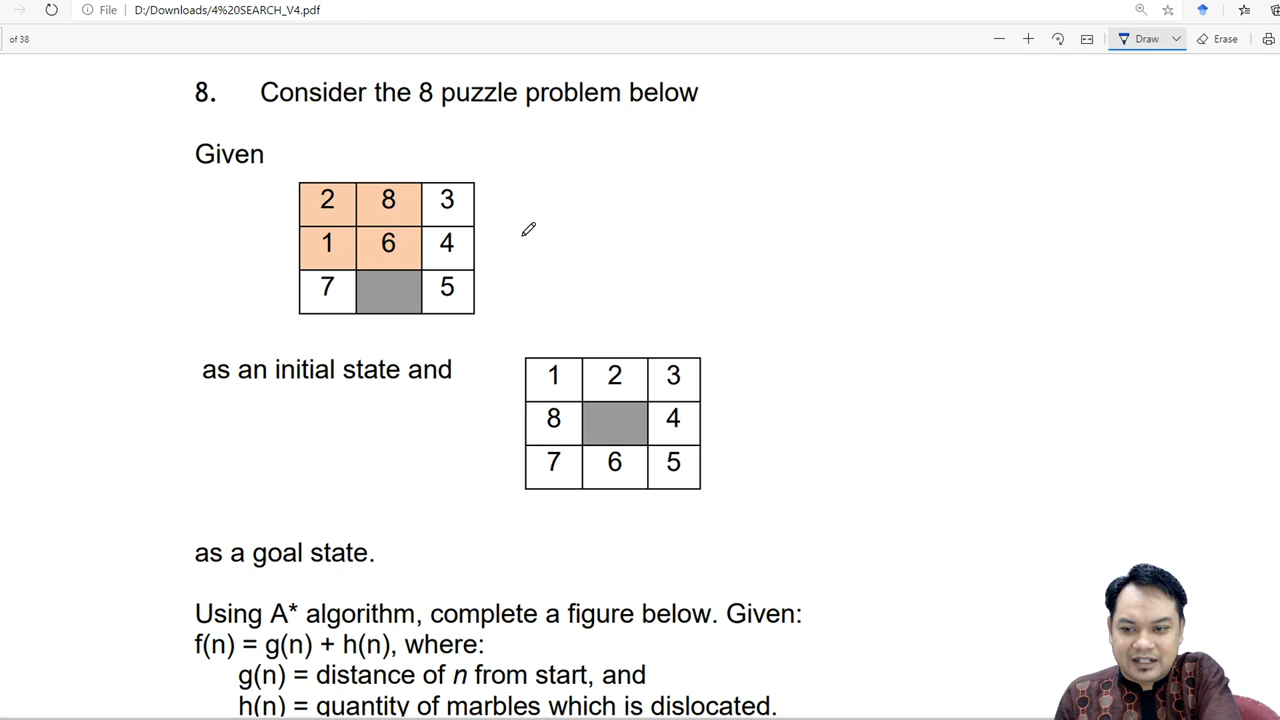 File D:/Downloads/4%20SEARCH_V4.pdf
of 38
Draw
Erase
8. Consider the 8 puzzle problem below
Given
2 8 3
1 6 4
7 5
as an initial state and
1 2 3
8 4
7 6 5
as a goal state.
Using A* algorithm, complete a figure below. Given:
f(n) = g(n) + h(n), where:
g(n) = distance of n from start, and
h(n) = quantity of marbles which is dislocated.